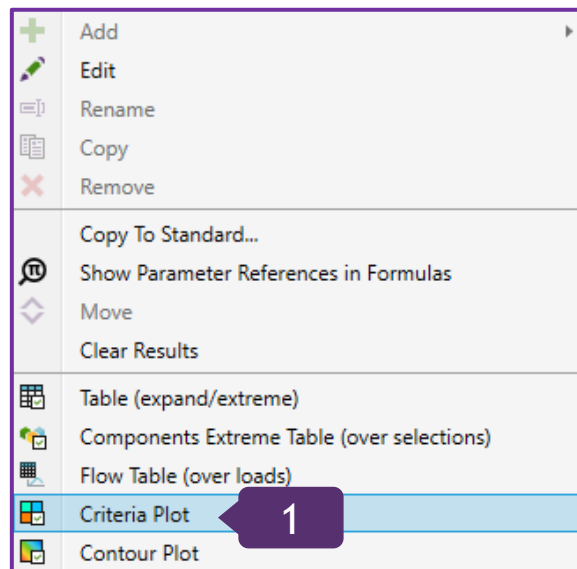 Add
Edit
Rename
Copy
Remove
Copy To Standard...
Show Parameter References in Formulas
Move
Clear Results
Table (expand/extreme)
Components Extreme Table (over selections)
Flow Table (over loads)
Criteria Plot 1
Contour Plot